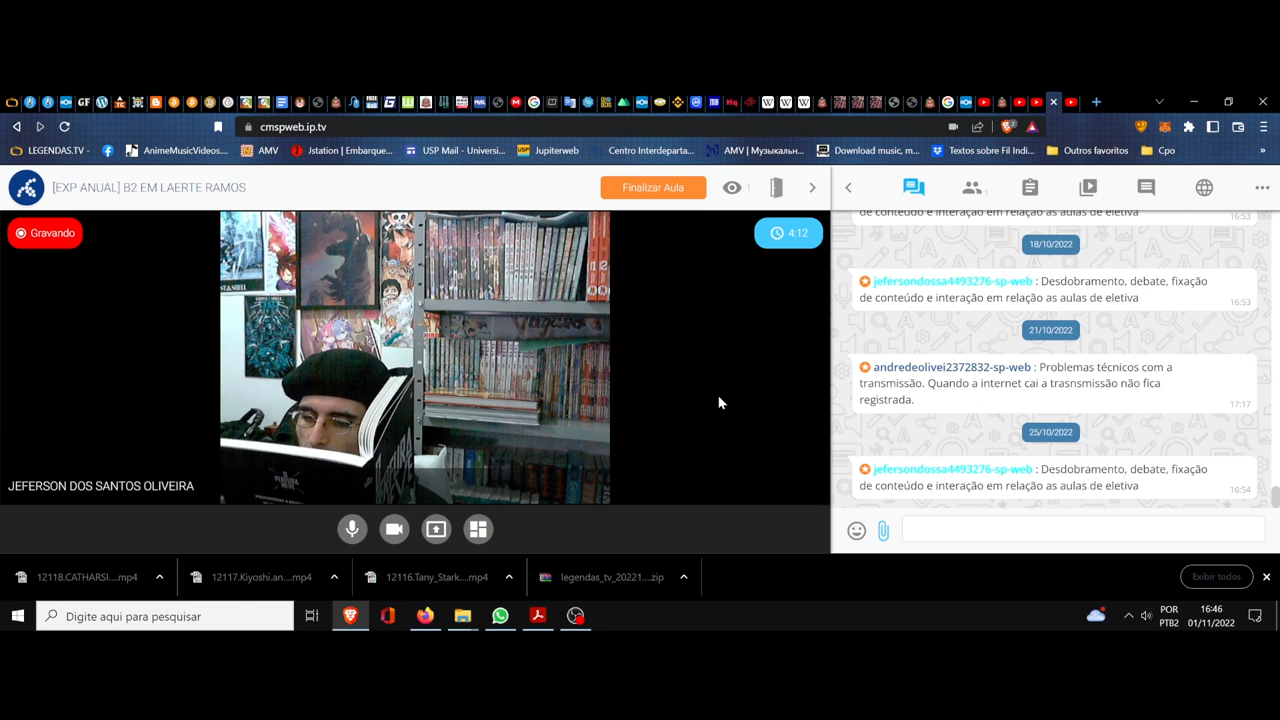 cmspweb.ip.tv
2
LEGENDAS.TV -
AnimeMusicVideos...
AMV
Jstation | Embarque...
USP Mail - Universi...
Jupiterweb
Centro Interdeparta...
AMV | Музыкальн...
Download music, m...
Textos sobre Fil Indi...
Outros favoritos
Cpo
[EXP ANUAL] B2 EM LAERTE RAMOS
Finalizar Aula
1
1
Gravando
4:12
JEFERSON DOS SANTOS OLIVEIRA
de conteúdo e interação em relação as aulas de eletiva
16:53
18/10/2022
jefersondossa4493276-sp-web : Desdobramento, debate, fixação
de conteúdo e interação em relação as aulas de eletiva
16:53
21/10/2022
andredeolivei2372832-sp-web : Problemas técnicos com a
transmissão. Quando a internet cai a trasnsmissão não fica
registrada.
17:17
25/10/2022
jefersondossa4493276-sp-web : Desdobramento, debate, fixação
de conteúdo e interação em relação as aulas de eletiva
16:54
12118.CATHARSI....mp4
12117.Kiyoshi.an....mp4
12116.Tany_Stark....mp4
legendas_tv_20221....zip
Exibir todos
Digite aqui para pesquisar
POR
PTB2
16:46
01/11/2022